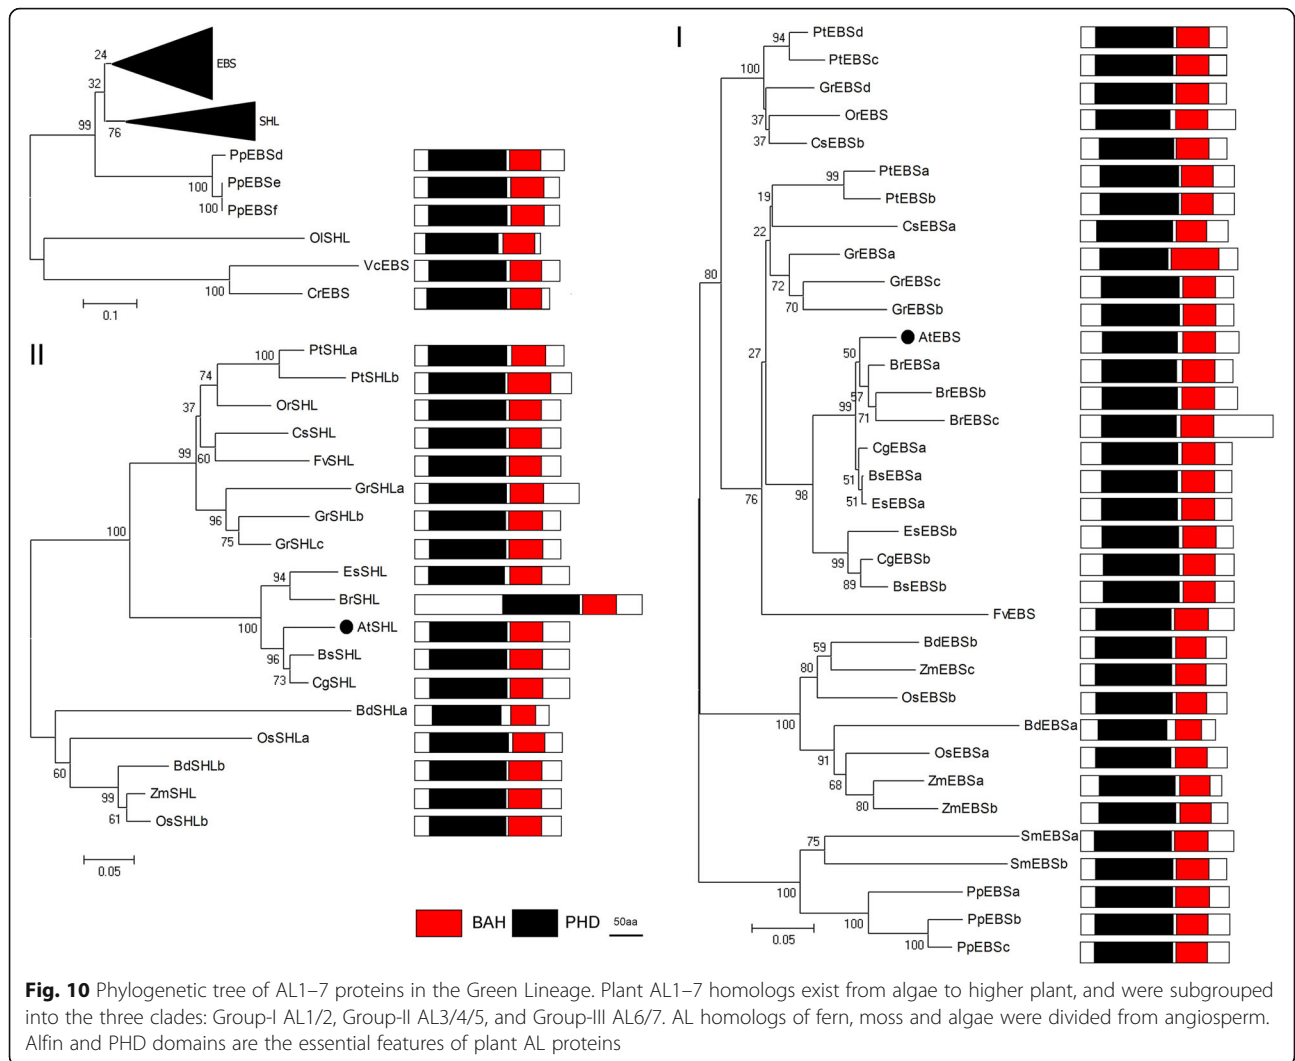 24
EBS
32
99
76
SHL
PpEBSd
100
PpEBSe
100
PpEBSf
OlSHL
VcEBS
100
CrEBS
0.1
II
100
PtSHLa
74
PtSHLb
37
OrSHL
99
CsSHL
60
FvSHL
GrSHLa
96
GrSHLb
75
GrSHLc
100
94
EsSHL
BrSHL
100
AtSHL
96
BsSHL
73
CgSHL
BdSHLa
OsSHLa
60
BdSHLb
99
ZmSHL
61
OsSHLb
0.05
BAH
PHD
50aa
I
94
PtEBSd
PtEBSc
100
GrEBSd
37
OrEBS
37
CsEBSb
99
PtEBSa
19
PtEBSb
22
CsEBSa
GrEBSa
72
GrEBSc
70
GrEBSb
80
AtEBS
50
27
BrEBSa
57
BrEBSb
99
71
BrEBSc
CgEBSa
51
BsEBSa
51
EsEBSa
76
98
EsEBSb
99
CgEBSb
89
BsEBSb
FvEBS
59
BdEBSb
80
ZmEBSc
OsEBSb
100
BdEBSa
91
OsEBSa
68
ZmEBSa
80
ZmEBSb
75
SmEBSa
SmEBSb
100
PpEBSa
100
PpEBSb
100
PpEBSc
0.05
Fig. 10 Phylogenetic tree of AL1–7 proteins in the Green Lineage. Plant AL1–7 homologs exist from algae to higher plant, and were subgrouped
into the three clades: Group-I AL1/2, Group-II AL3/4/5, and Group-III AL6/7. AL homologs of fern, moss and algae were divided from angiosperm.
Alfin and PHD domains are the essential features of plant AL proteins